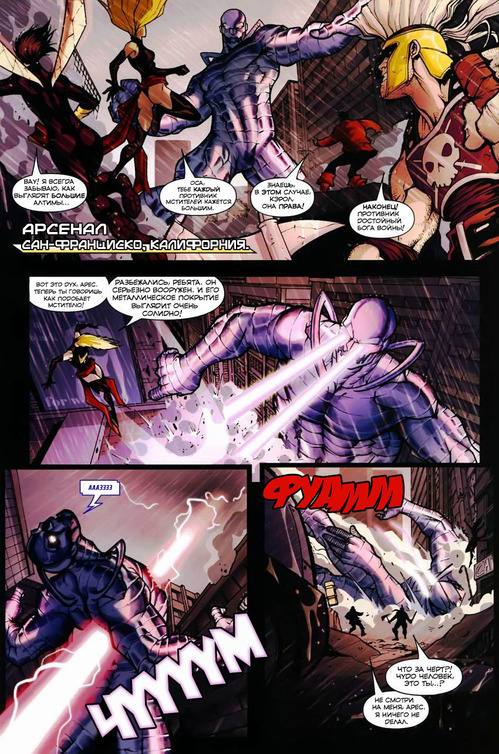 ВАУ! Я ВСЕГДА
ЗАБЫВАЮ, КАК
ВЫГЛЯДЯТ БОЛЬШИЕ
АЛТИМЫ...
ОСА,
ТЕБЕ КАЖДЫЙ
ПРОТИВНИК
МСТИТЕЛЕЙ КАЖЕТСЯ
БОЛЬШИМ.
ЗНАЕШЬ,
В ЭТОМ СЛУЧАЕ,
КЭРОЛ,
ОНА ПРАВА!
НАКОНЕЦ!
ПРОТИВНИК
ДОСТОЙНЫЙ
БОГА ВОЙНЫ!
АРСЕНАЛ
САН-ФРАНЦИСКО, КАЛИФОРНИЯ.
ВОТ ЭТО ДУХ, АРЕС.
ТЕПЕРЬ ТЫ ГОВОРИШЬ
КАК ПОДОБАЕТ
МСТИТЕЛЮ!
РАЗБЕЖАЛИСЬ, РЕБЯТА. ОН
СЕРЬЕЗНО ВООРУЖЕН. И ЕГО
МЕТАЛЛИЧЕСКОЕ ПОКРЫТИЕ
ВЫГЛЯДИТ ОЧЕНЬ
СОЛИДНО!
АААЗЗЗЗ
ЧУУУУУМ
ФУАММ
ЧТО ЗА ЧЕРТ?!
ЧУДО ЧЕЛОВЕК,
ЭТО ТЫ...?
НЕ СМОТРИ
НА МЕНЯ, АРЕС.
Я НИЧЕГО НЕ
ДЕЛАЛ.